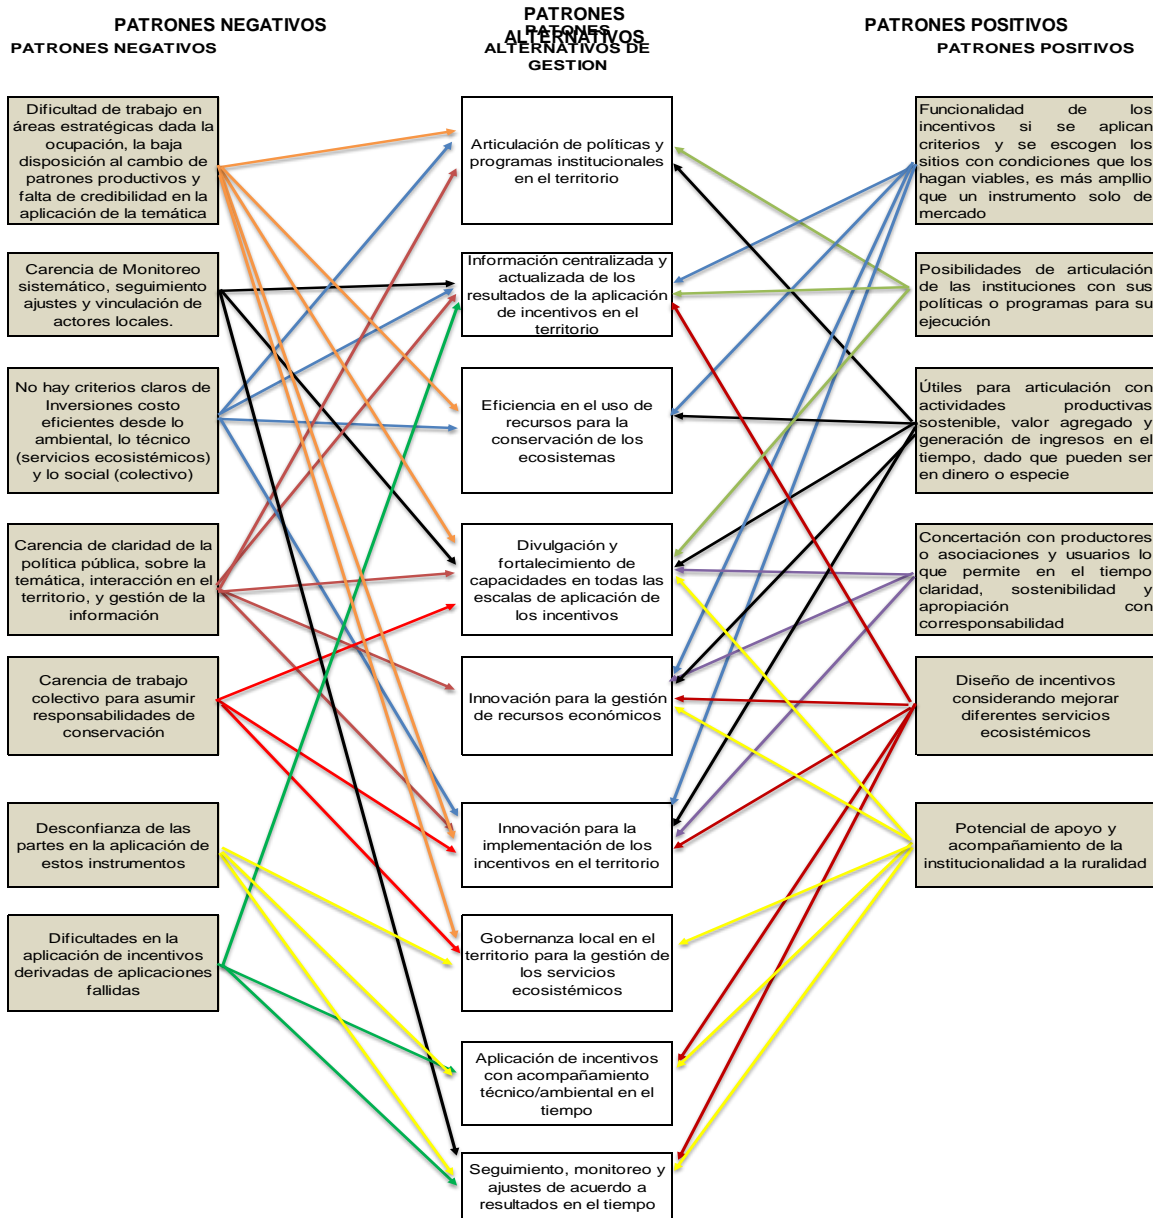 PATRONES NEGATIVOS
PATRONES NEGATIVOS
Dificultad de trabajo en
áreas estratégicas dada la
ocupación, la baja
disposición al cambio de
patrones productivos y
falta de credibilidad en la
aplicación de la temática
Carencia de Monitoreo
sistemático, seguimiento
ajustes y vinculación de
actores locales.
No hay criterios claros de
Inversiones costo
eficientes desde lo
ambiental, lo técnico
(servicios ecosistémicos)
y lo social (colectivo)
Carencia de claridad de la
política pública, sobre la
temática, interacción en el
territorio, y gestión de la
información
Carencia de trabajo
colectivo para asumir
responsabilidades de
conservación
Desconfianza de las
partes en la aplicación de
estos instrumentos
Dificultades en la
aplicación de incentivos
derivadas de aplicaciones
fallidas
PATRONES
ALTERNATIVOS
PATONES
ALTERNATIVOS DE
GESTION
Articulación de políticas y
programas institucionales
en el territorio
Información centralizada y
actualizada de los
resultados de la aplicación
de incentivos en el
territorio
Eficiencia en el uso de
recursos para la
conservación de los
ecosistemas
Divulgación y
fortalecimiento de
capacidades en todas las
escalas de aplicación de
los incentivos
Innovación para la gestión
de recursos económicos
Innovación para la
implementación de los
incentivos en el territorio
Gobernanza local en el
territorio para la gestión de
los servicios
ecosistémicos
Aplicación de incentivos
con acompañamiento
técnico/ambiental en el
tiempo
Seguimiento, monitoreo y
ajustes de acuerdo a
resultados en el tiempo
PATRONES POSITIVOS
PATRONES POSITIVOS
Funcionalidad de los
incentivos si se aplican
criterios y se escogen los
sitios con condiciones que los
hagan viables, es más ampllio
que un instrumento solo de
mercado
Posibilidades de articulación
de las instituciones con sus
políticas o programas para su
ejecución
Útiles para articulación con
actividades productivas
sostenible, valor agregado y
generación de ingresos en el
tiempo, dado que pueden ser
en dinero o especie
Concertación con productores
o asociaciones y usuarios lo
que permite en el tiempo
claridad, sostenibilidad y
apropiación con
corresponsabilidad
Diseño de incentivos
considerando mejorar
diferentes servicios
ecosistémicos
Potencial de apoyo y
acompañamiento de la
institucionalidad a la ruralidad